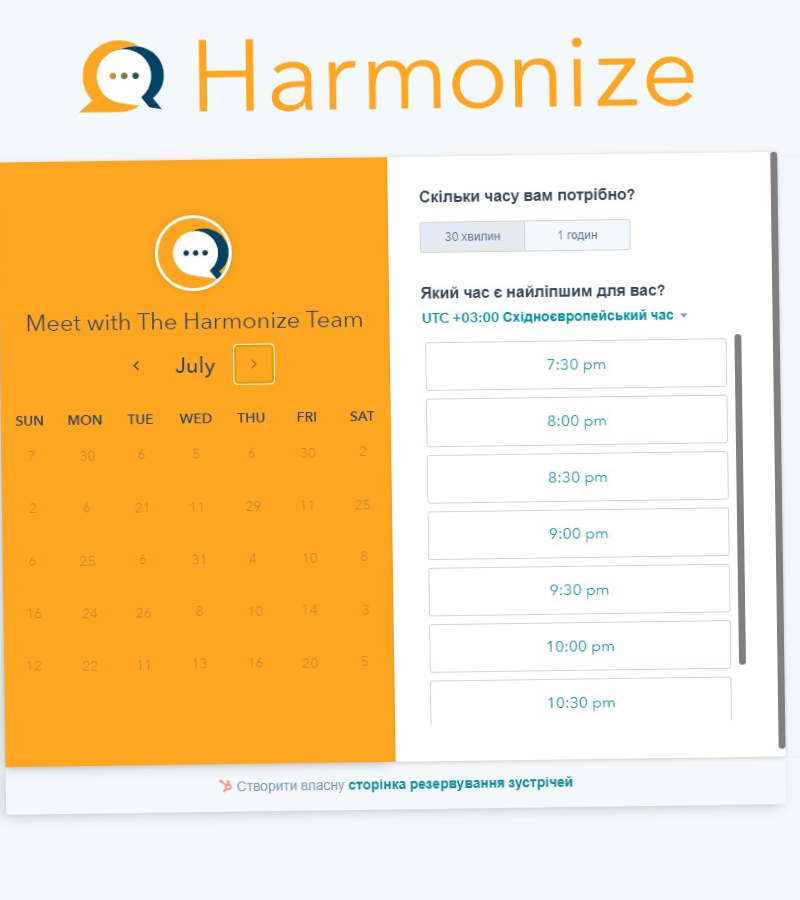 Harmonize
Meet with The Harmonize Team
July
SUN MON TUE WED THU FRI SAT
7 30 6 5 6 30 2
2 6 21 11 29 11 25
6 25 6 31 4 10 8
16 24 26 8 10 14 3
12 22 11 13 16 20 5
Скільки часу вам потрібно?
30 хвилин 1 годин
Який час є найліпшим для вас?
UTC +03:00 Східноєвропейський час
7:30 pm
8:00 pm
8:30 pm
9:00 pm
9:30 pm
10:00 pm
10:30 pm
Створити власну сторінка резервування зустрічей